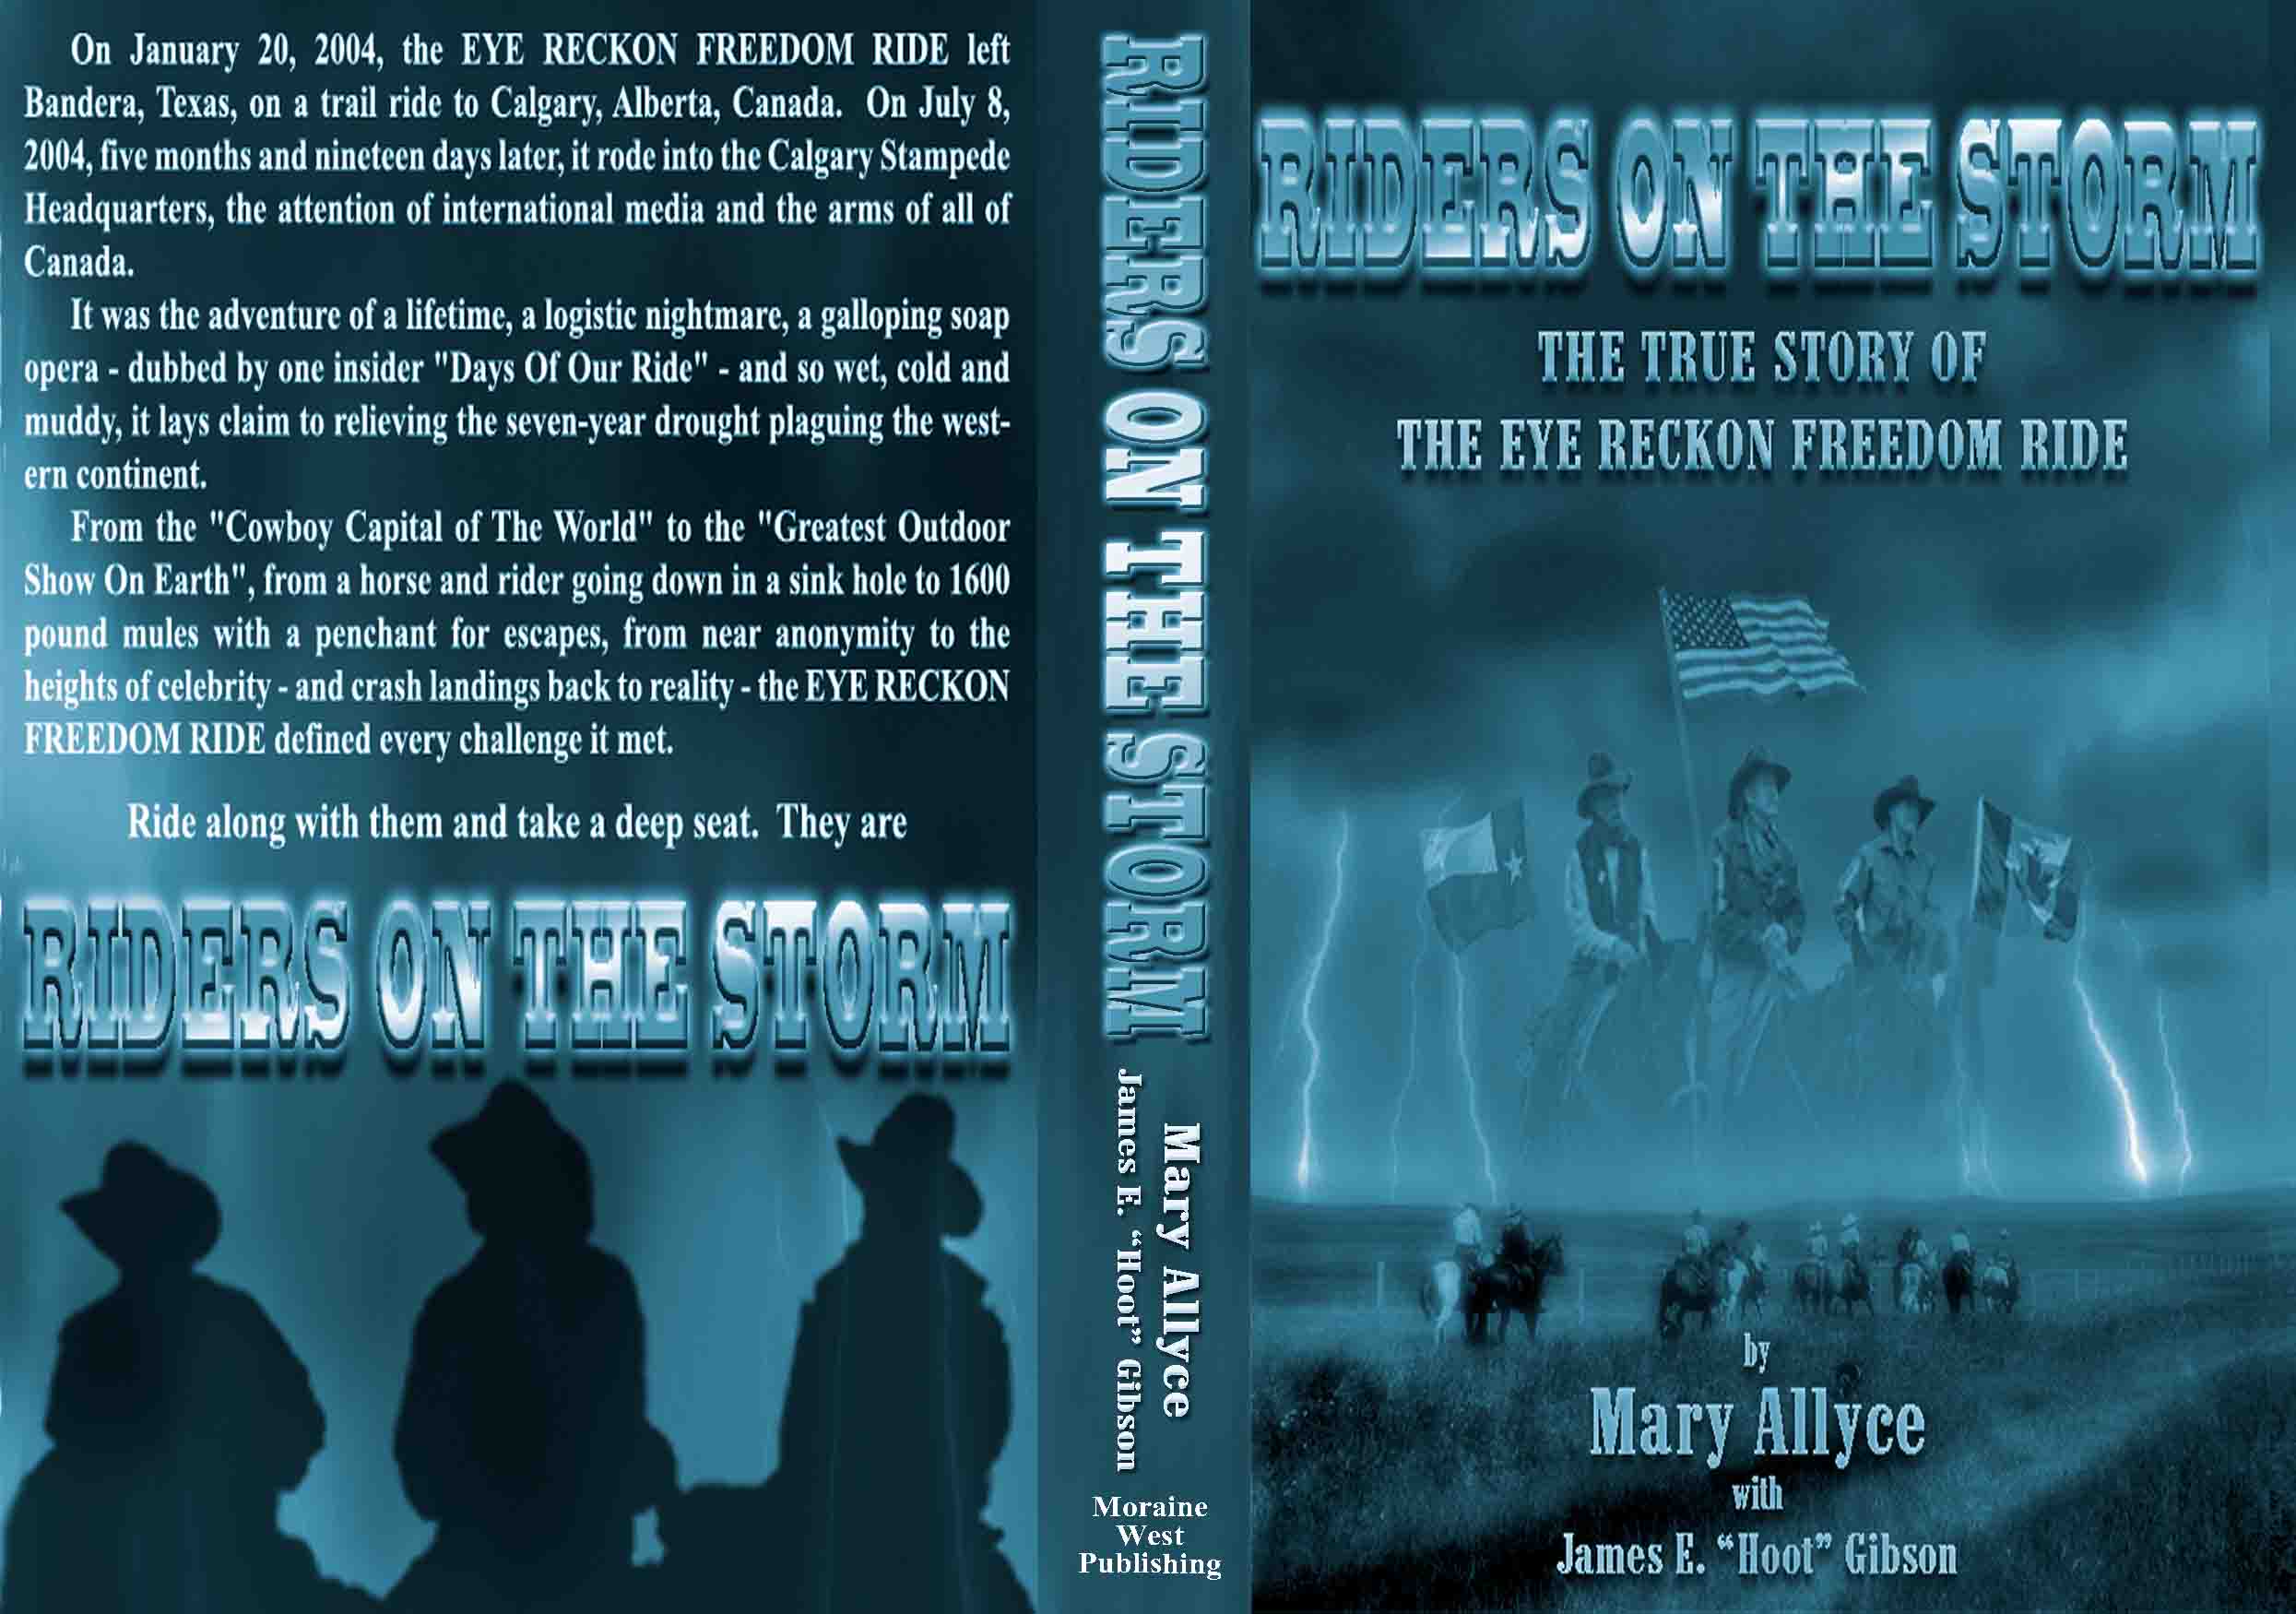 On January 20, 2004, the EYE RECKON FREEDOM RIDE left
Bandera, Texas, on a trail ride to Calgary, Alberta, Canada. On July 8,
2004, five months and nineteen days later, it rode into the Calgary Stampede
Headquarters, the attention of international media and the arms of all of
Canada.
It was the adventure of a lifetime, a logistic nightmare, a galloping soap
opera - dubbed by one insider "Days Of Our Ride" - and so wet, cold and
muddy, it lays claim to relieving the seven-year drought plaguing the west-
ern continent.
From the "Cowboy Capital of The World" to the "Greatest Outdoor
Show On Earth", from a horse and rider going down in a sink hole to 1600
pound mules with a penchant for escapes, from near anonymity to the
heights of celebrity - and crash landings back to reality - the EYE RECKON
FREEDOM RIDE defined every challenge it met.
Ride along with them and take a deep seat. They are
RIDERS ON THE STORM
RIDERS ON THE STORM
Mary Allyce
James E. “Hoot” Gibson
Moraine
West
Publishing
RIDERS ON THE STORM
THE TRUE STORY OF
THE EYE RECKON FREEDOM RIDE
by
Mary Allyce
with
James E. “Hoot” Gibson